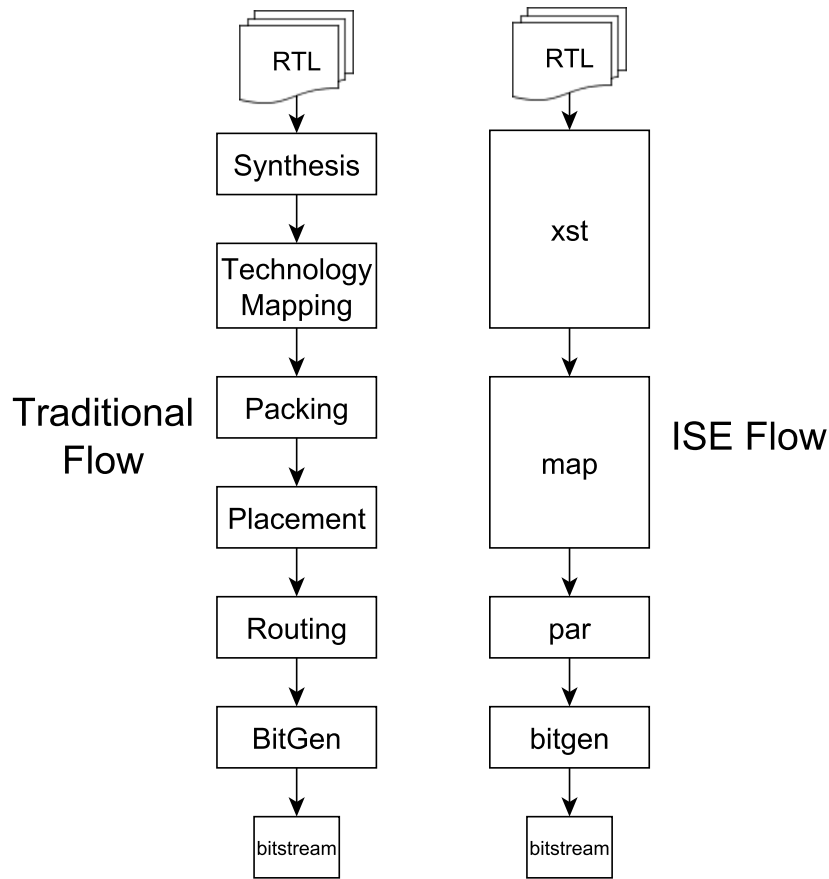 RTL
Synthesis
Technology
Mapping
Packing
Placement
Routing
BitGen
bitstream
Traditional
Flow
RTL
xst
map
par
bitgen
bitstream
ISE Flow